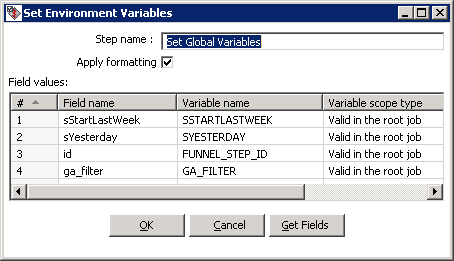 Set Environment Variables
Step name : Set Global Variables
Apply formatting
Field values:
# Field name Variable name Variable scope type
1 sStartLastWeek SSTARTLASTWEEK Valid in the root job
2 sYesterday SYESTERDAY Valid in the root job
3 id FUNNEL_STEP_ID Valid in the root job
4 ga_filter GA_FILTER Valid in the root job
OK Cancel Get Fields